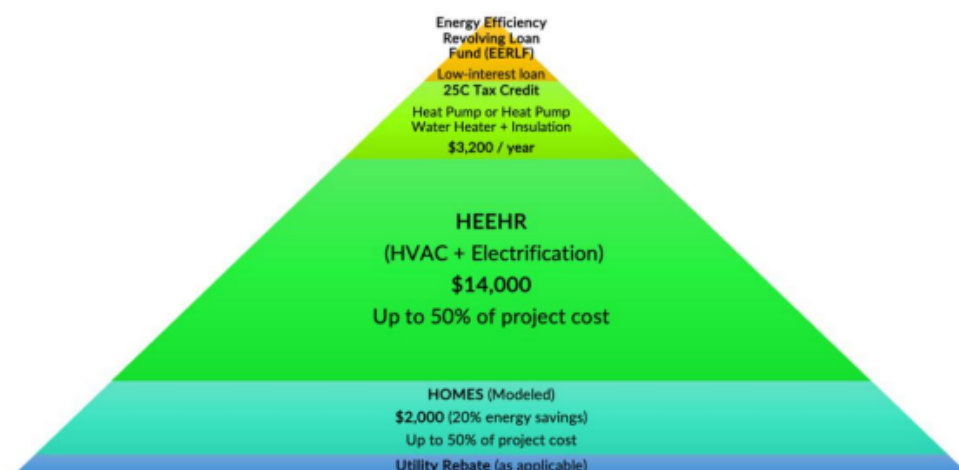 Energy Efficiency
Revolving Loan
Fund (EERLF)
Low-interest loan
25C Tax Credit
Heat Pump or Heat Pump
Water Heater + Insulation
$3,200 / year
HEEHR
(HVAC + Electrification)
$14,000
Up to 50% of project cost
HOMES (Modeled)
$2,000 (20% energy savings)
Up to 50% of project cost
Utility Rebate (as applicable)